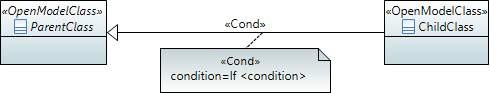 «OpenModelClass»
ParentClass
«Cond»
«OpenModelClass»
ChildClass
«Cond»
condition=If <condition>